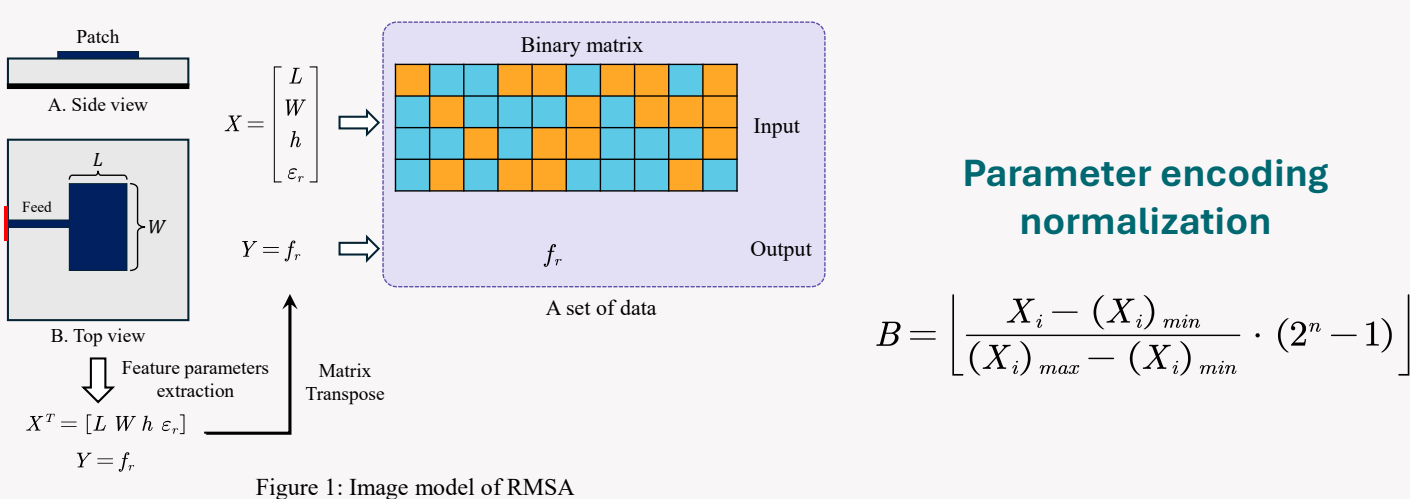 Patch
A. Side view
L
Feed
W
B. Top view
Feature parameters
extraction
X^T = [L W h ε_r]
Y = f_r
Matrix
Transpose
X = [L
W
h
ε_r]
Y = f_r
Binary matrix
Input
f_r
Output
A set of data
Figure 1: Image model of RMSA
Parameter encoding
normalization
B = ⌊ (X_i − (X_i)_min) / ((X_i)_max − (X_i)_min) · (2^n − 1) ⌋